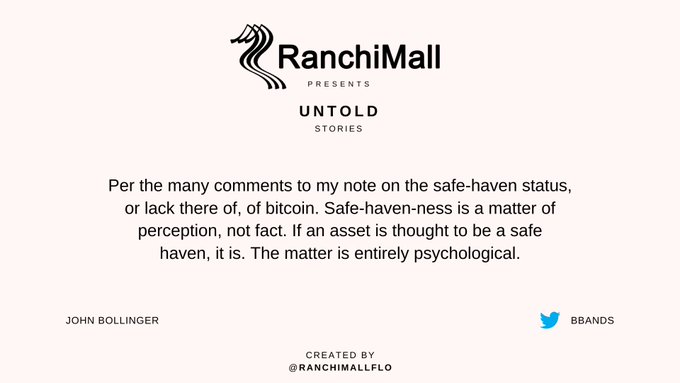 RanchiMall
PRESENTS
UNTOLD
STORIES
Per the many comments to my note on the safe-haven status,
or lack there of, of bitcoin. Safe-haven-ness is a matter of
perception, not fact. If an asset is thought to be a safe
haven, it is. The matter is entirely psychological.
JOHN BOLLINGER
BBANDS
CREATED BY
@RANCHIMALLFLO